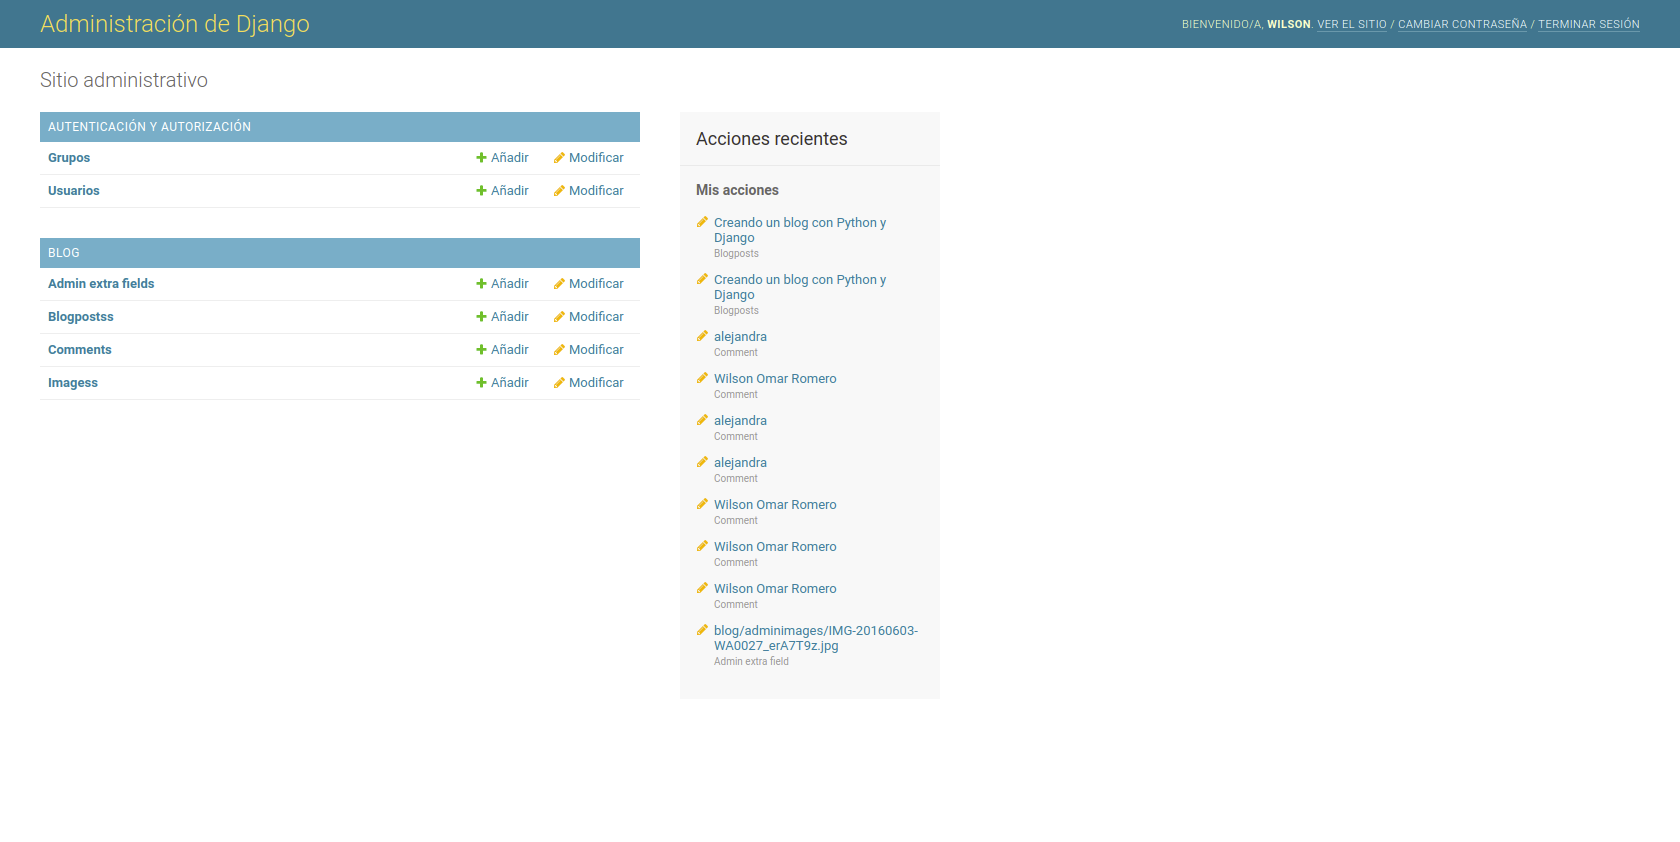 Administración de Django
BIENVENIDO/A, WILSON. VER EL SITIO / CAMBIAR CONTRASEÑA / TERMINAR SESIÓN
Sitio administrativo
AUTENTICACIÓN Y AUTORIZACIÓN
Grupos Añadir Modificar
Usuarios Añadir Modificar
BLOG
Admin extra fields Añadir Modificar
Blogpostss Añadir Modificar
Comments Añadir Modificar
Imagess Añadir Modificar
Acciones recientes
Mis acciones
Creando un blog con Python y
Django
Blogposts
Creando un blog con Python y
Django
Blogposts
alejandra
Comment
Wilson Omar Romero
Comment
alejandra
Comment
alejandra
Comment
Wilson Omar Romero
Comment
Wilson Omar Romero
Comment
Wilson Omar Romero
Comment
blog/adminimages/IMG-20160603-
WA0027_erA7T9z.jpg
Admin extra field